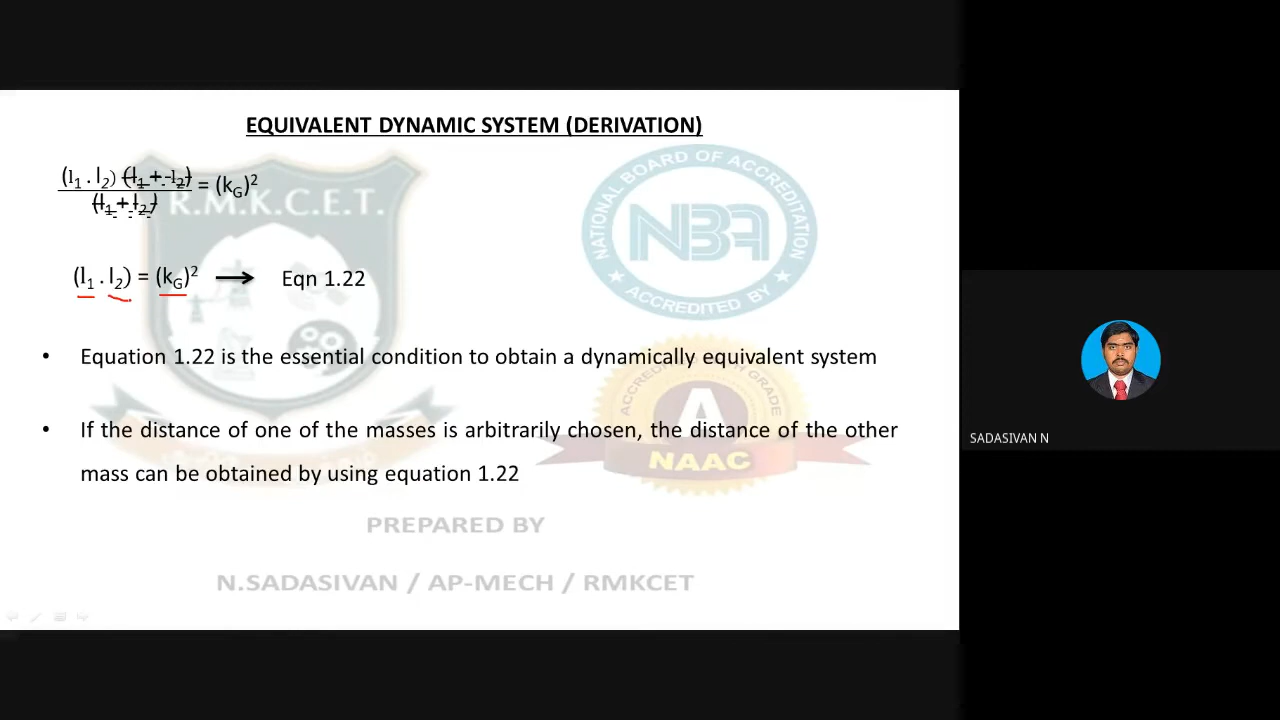 EQUIVALENT DYNAMIC SYSTEM (DERIVATION)
(l₁ . l₂) (l₁ + l₂)
(l₁ + l₂)
= (k_G)²
R.M.K.C.E.T.
NATIONAL BOARD OF ACCREDITATION
NBA
ACCREDITED BY
(l₁ . l₂) = (k_G)² → Eqn 1.22
• Equation 1.22 is the essential condition to obtain a dynamically equivalent system
GRADE
A
NAAC
• If the distance of one of the masses is arbitrarily chosen, the distance of the other
mass can be obtained by using equation 1.22
SADASIVAN N
PREPARED BY
N.SADASIVAN / AP-MECH / RMKCET